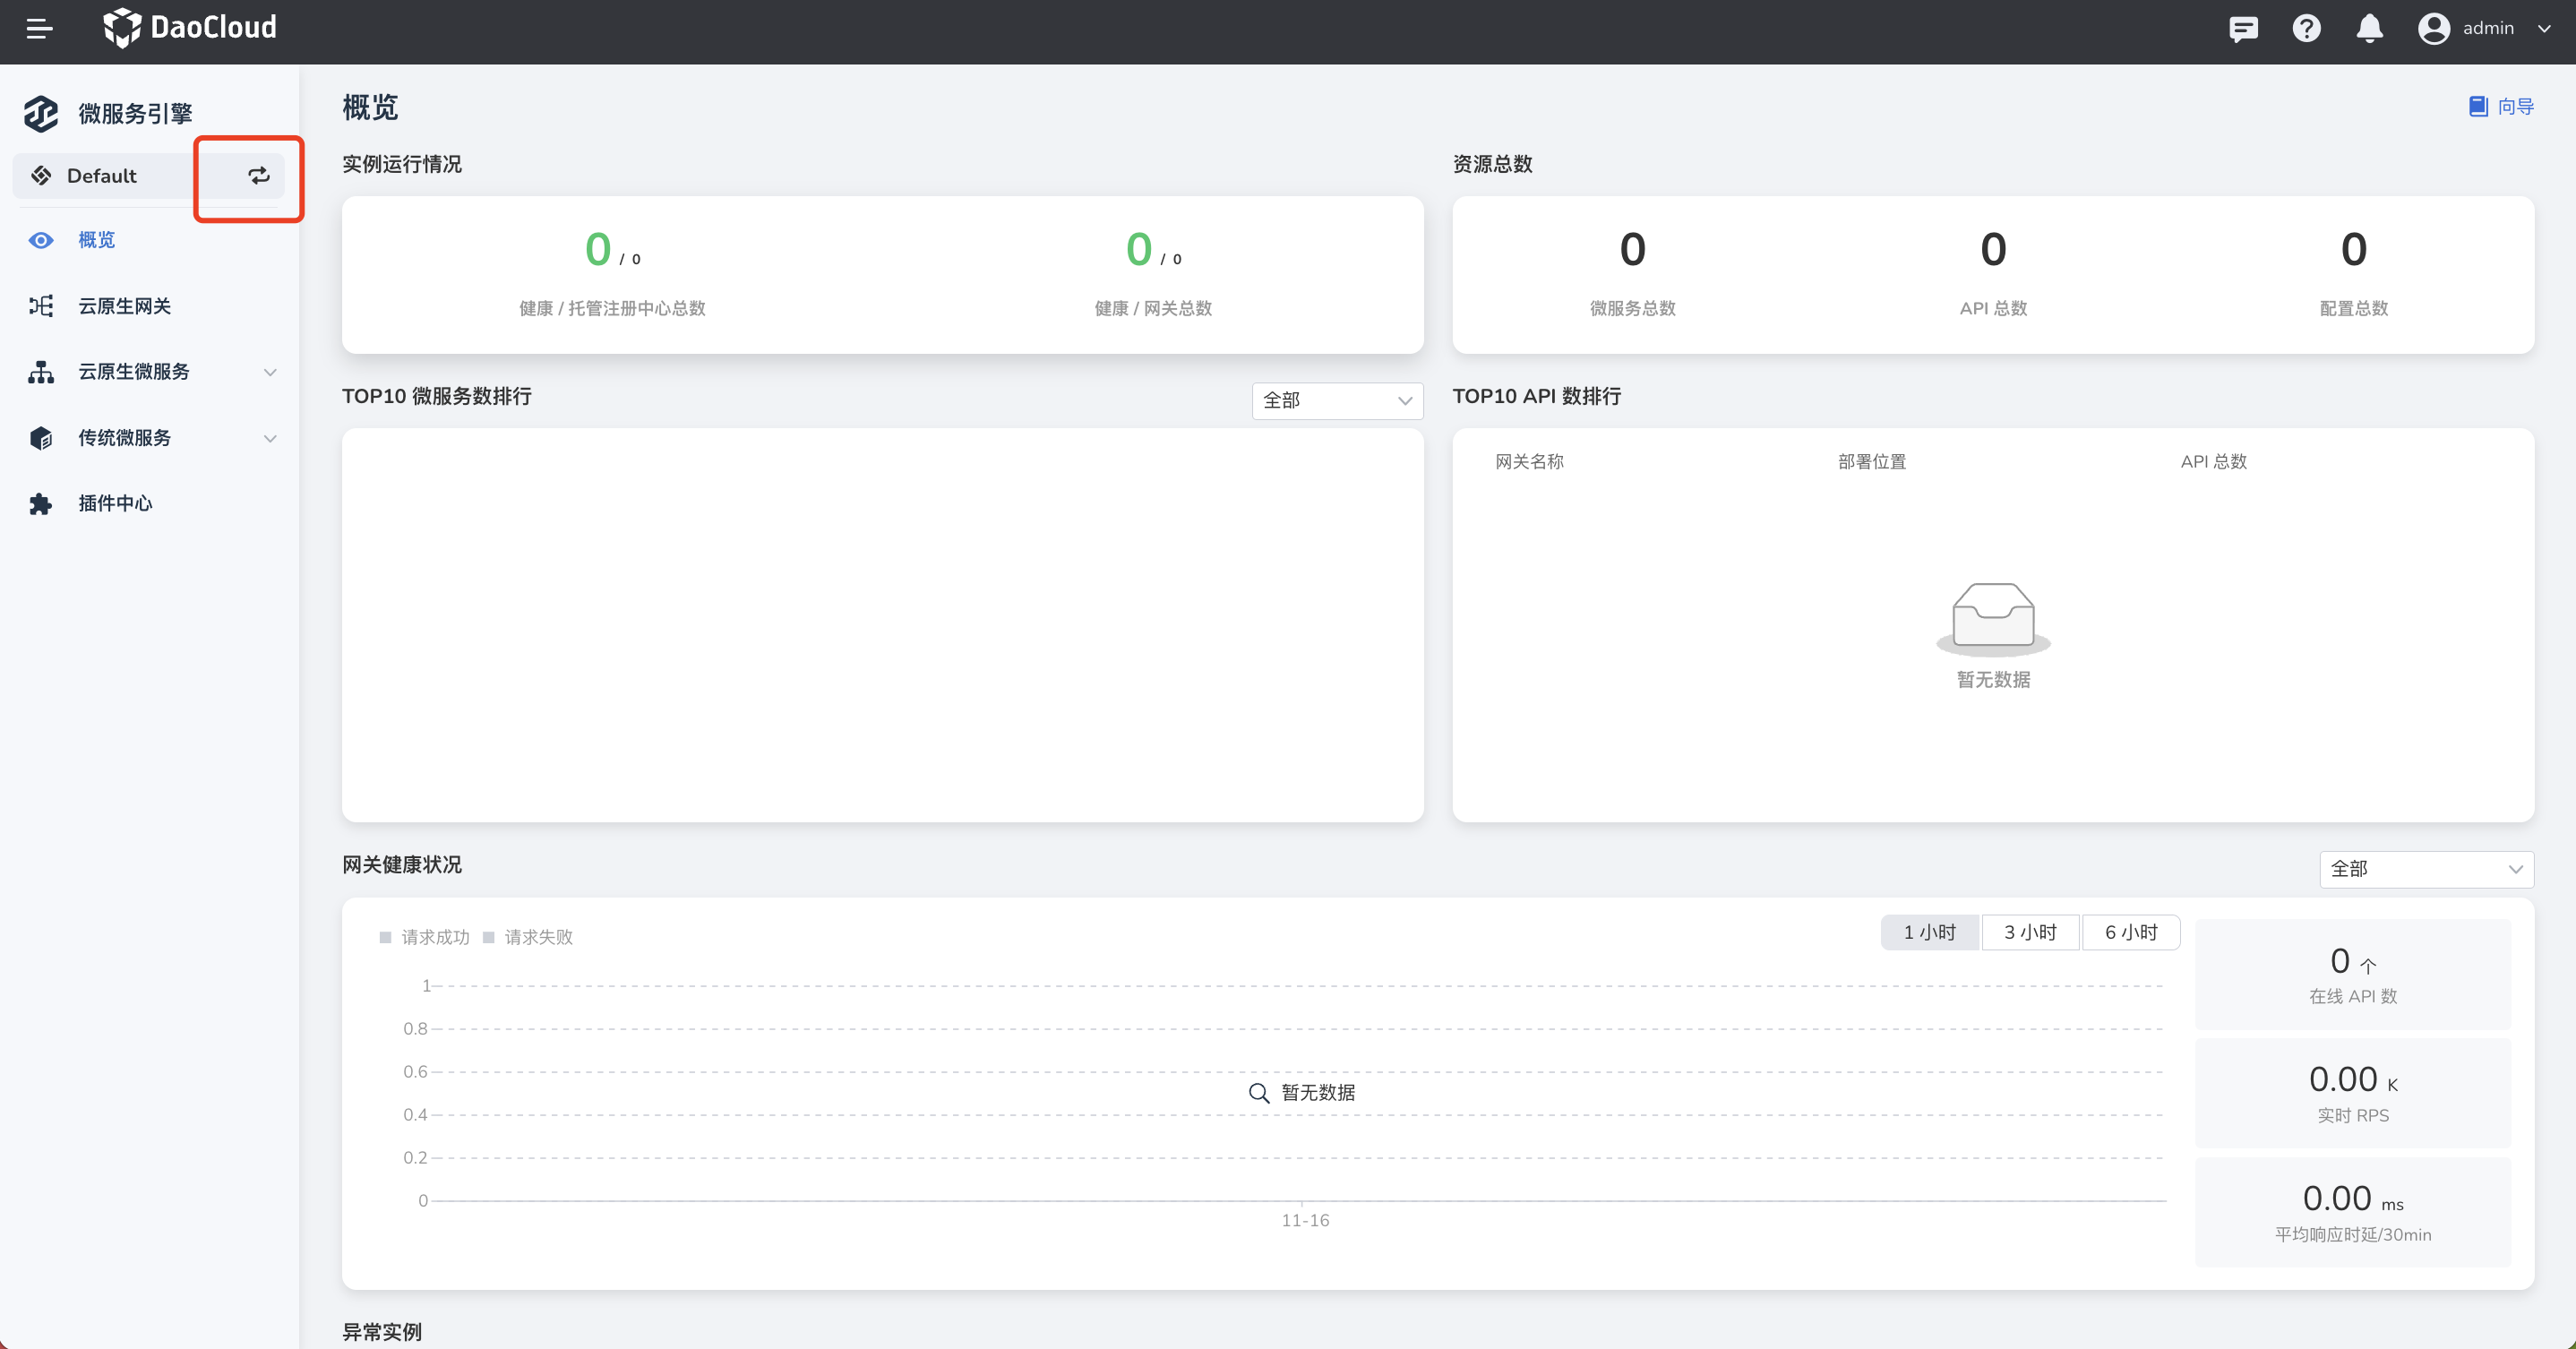 DaoCloud
admin
微服务引擎
Default
概览
云原生网关
云原生微服务
传统微服务
插件中心
概览
向导
实例运行情况
0 / 0
健康 / 托管注册中心总数
0 / 0
健康 / 网关总数
资源总数
0
微服务总数
0
API 总数
0
配置总数
TOP10 微服务数排行
全部
TOP10 API 数排行
网关名称 部署位置 API 总数
暂无数据
网关健康状况
全部
请求成功 请求失败
1 小时 3 小时 6 小时
1
0.8
0.6
0.4
0.2
0
暂无数据
11-16
0 个
在线 API 数
0.00 K
实时 RPS
0.00 ms
平均响应时延/30min
异常实例